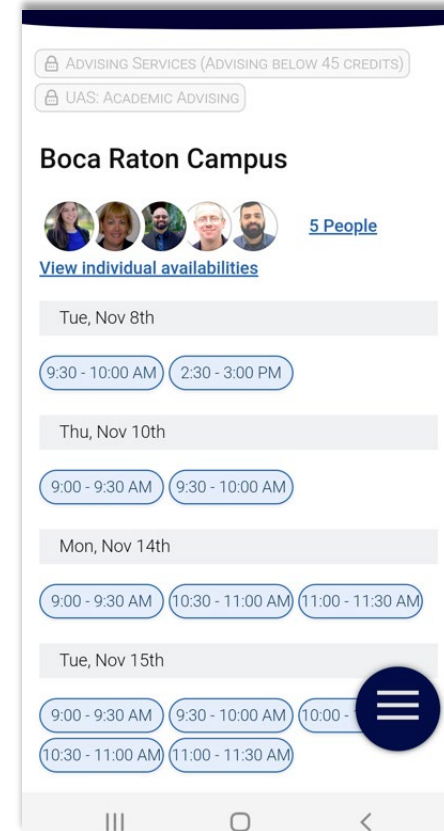 ADVISING SERVICES (ADVISING BELOW 45 CREDITS)
UAS: ACADEMIC ADVISING
Boca Raton Campus
5 People
View individual availabilities
Tue, Nov 8th
9:30 - 10:00 AM 2:30 - 3:00 PM
Thu, Nov 10th
9:00 - 9:30 AM 9:30 - 10:00 AM
Mon, Nov 14th
9:00 - 9:30 AM 10:30 - 11:00 AM 11:00 - 11:30 AM
Tue, Nov 15th
9:00 - 9:30 AM 9:30 - 10:00 AM 10:00 -
10:30 - 11:00 AM 11:00 - 11:30 AM